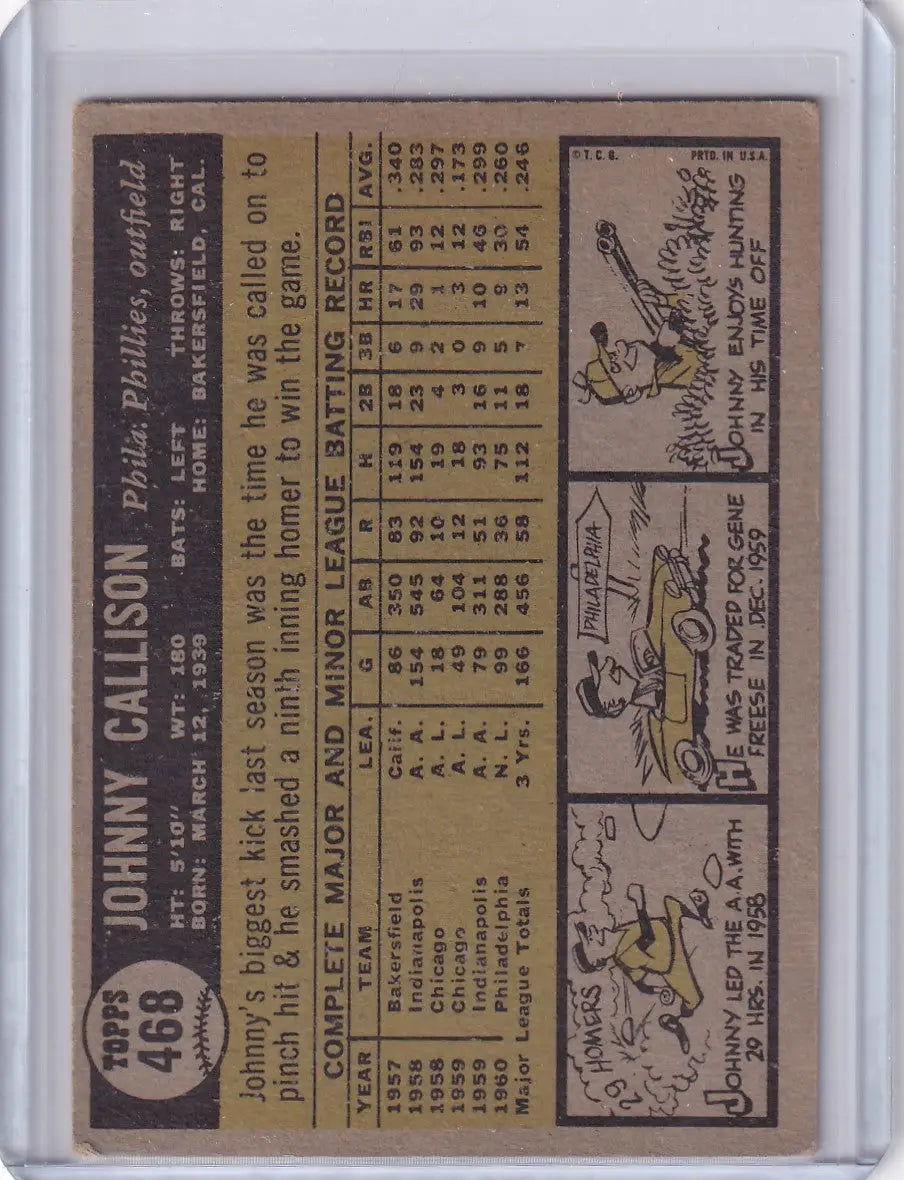 TOPPS
468
JOHNNY CALLISON Phila. Phillies, outfield
HT: 5'10" WT: 180 BATS: LEFT THROWS: RIGHT
BORN: MARCH 12, 1939 HOME: BAKERSFIELD, CAL.
Johnny's biggest kick last season was the time he was called on to
pinch hit & he smashed a ninth inning homer to win the game.
COMPLETE MAJOR AND MINOR LEAGUE BATTING RECORD
YEAR TEAM LEA. G AB R H 2B 3B HR RBI AVG.
1957 Bakersfield Calif. 86 350 83 119 18 6 17 61 .340
1958 Indianapolis A. A. 154 545 92 154 23 9 29 93 .283
1958 Chicago A. L. 18 64 10 19 4 2 1 12 .297
1959 Chicago A. L. 49 104 12 18 3 0 3 12 .173
1959 Indianapolis A. A. 79 311 51 93 16 9 10 46 .299
1960 Philadelphia N. L. 99 288 36 75 11 5 9 30 .260
Major League Totals 3 Yrs. 166 456 58 112 18 7 13 54 .246
29 HOMERS
JOHNNY LED THE A.A. WITH
29 HRS. IN 1958
PHILADELPHIA
HE WAS TRADED FOR GENE
FREESE IN DEC. 1959
© T. C. G. PRTD. IN U.S.A.
JOHNNY ENJOYS HUNTING
IN HIS TIME OFF